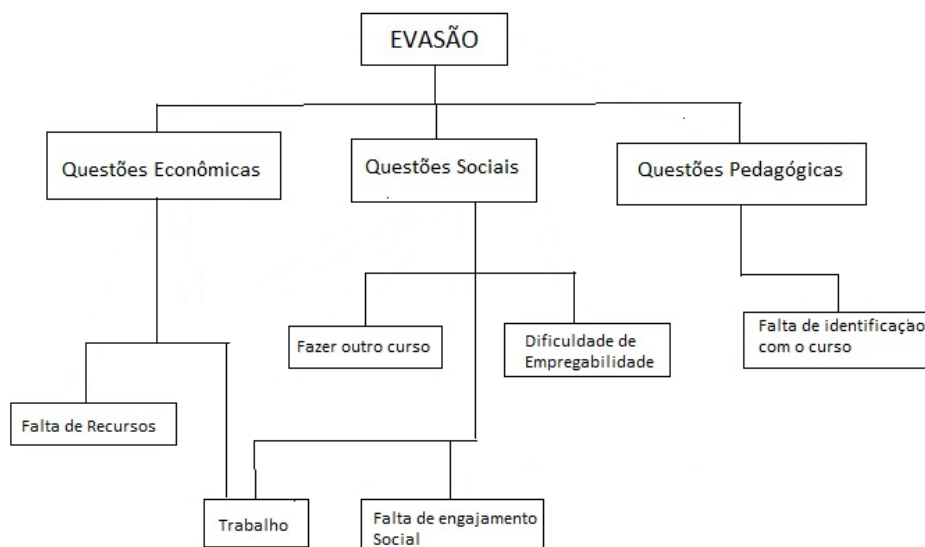 EVASÃO
Questões Econômicas
Questões Sociais
Questões Pedagógicas
Fazer outro curso
Dificuldade de
Empregabilidade
Falta de identificação
com o curso
Falta de Recursos
Trabalho
Falta de engajamento
Social